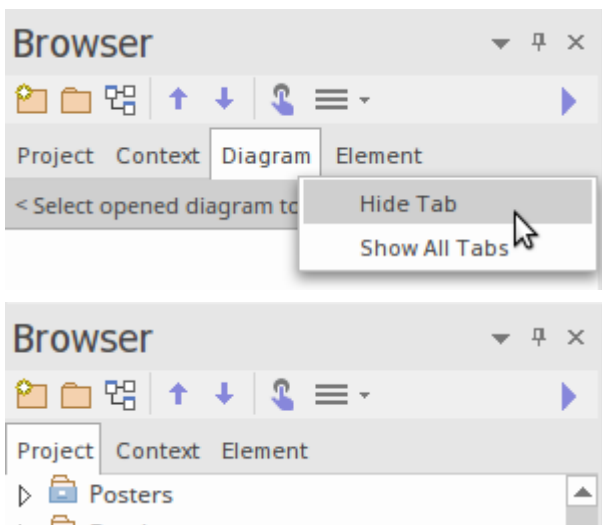 Browser
Project Context Diagram Element
< Select opened diagram to
Hide Tab
Show All Tabs
Browser
Project Context Element
Posters